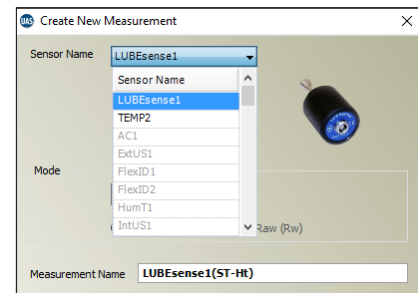 UAS Create New Measurement
Sensor Name LUBEsense1
Sensor Name
LUBEsense1
TEMP2
AC1
ExtUS1
FlexID1
Mode
FlexID2
HumT1
IntUS1
Raw (Rw)
Measurement Name LUBEsense1(ST-Ht)